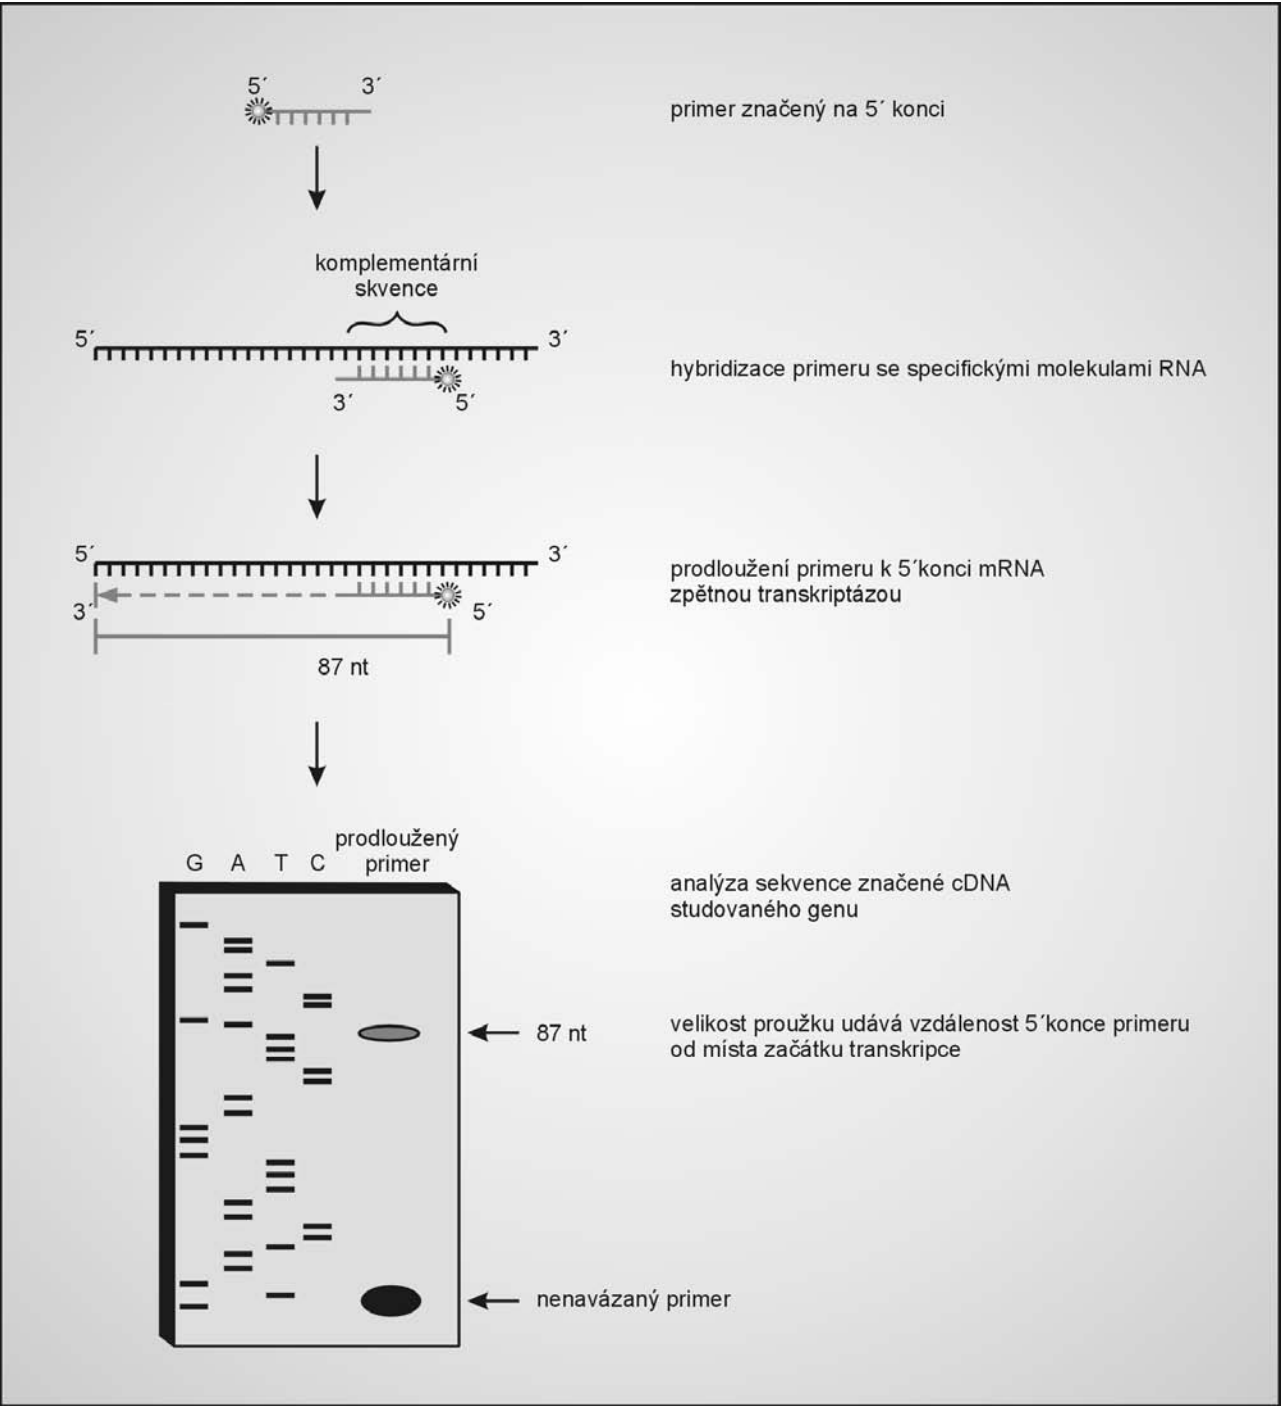 5´ 3´
primer značený na 5´ konci
komplementární
skvence
5´ 3´
hybridizace primeru se specifickými molekulami RNA
3´ 5´
5´ 3´
prodloužení primeru k 5´konci mRNA
zpětnou transkriptázou
3´ 5´
87 nt
prodloužený
G A T C primer
analýza sekvence značené cDNA
studovaného genu
87 nt
velikost proužku udává vzdálenost 5´konce primeru
od místa začátku transkripce
nenavázaný primer